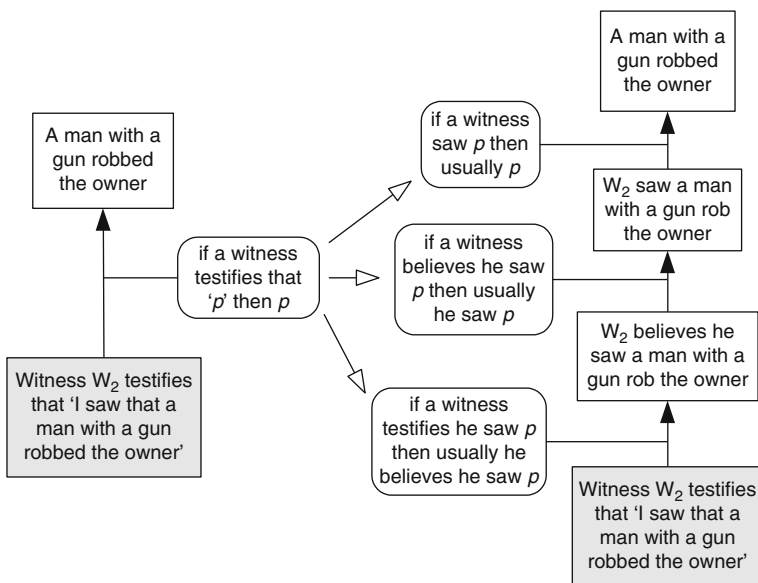 A man with a
gun robbed
the owner
Witness W₂ testifies
that ‘I saw that a
man with a gun
robbed the owner’
if a witness
testifies that
‘p’ then p
if a witness
saw p then
usually p
if a witness
believes he saw
p then usually
he saw p
if a witness
testifies he saw p
then usually he
believes he saw p
A man with a
gun robbed
the owner
W₂ saw a man
with a gun rob
the owner
W₂ believes he
saw a man with a
gun rob the owner
Witness W₂ testifies
that ‘I saw that a
man with a gun
robbed the owner’